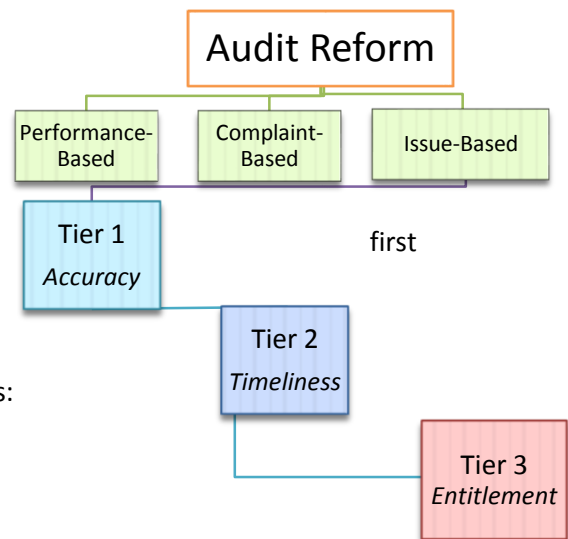 Audit Reform
Performance-
Based
Complaint-
Based
Issue-Based
Tier 1
Accuracy
first
Tier 2
Timeliness
s:
Tier 3
Entitlement